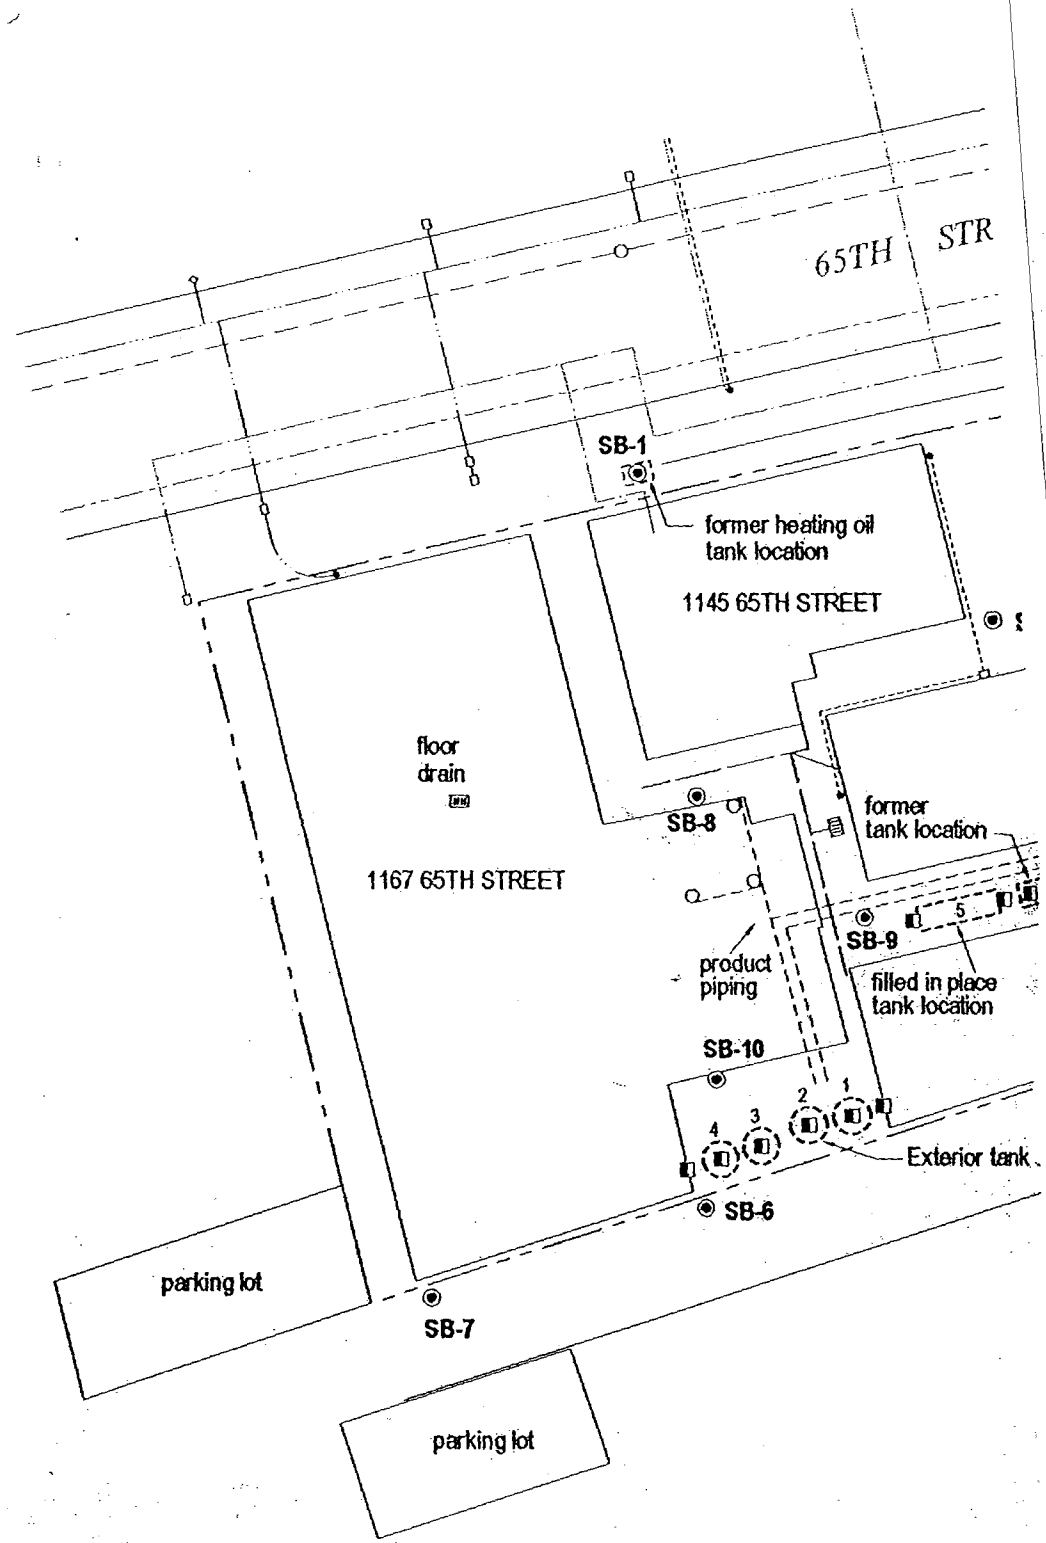 65TH STR
SB-1
former heating oil
tank location
1145 65TH STREET
floor
drain
SB-8
former
tank location
1167 65TH STREET
5
SB-9
product
piping
filled in place
tank location
SB-10
1
2
3
4
Exterior tank
SB-6
parking lot
SB-7
parking lot